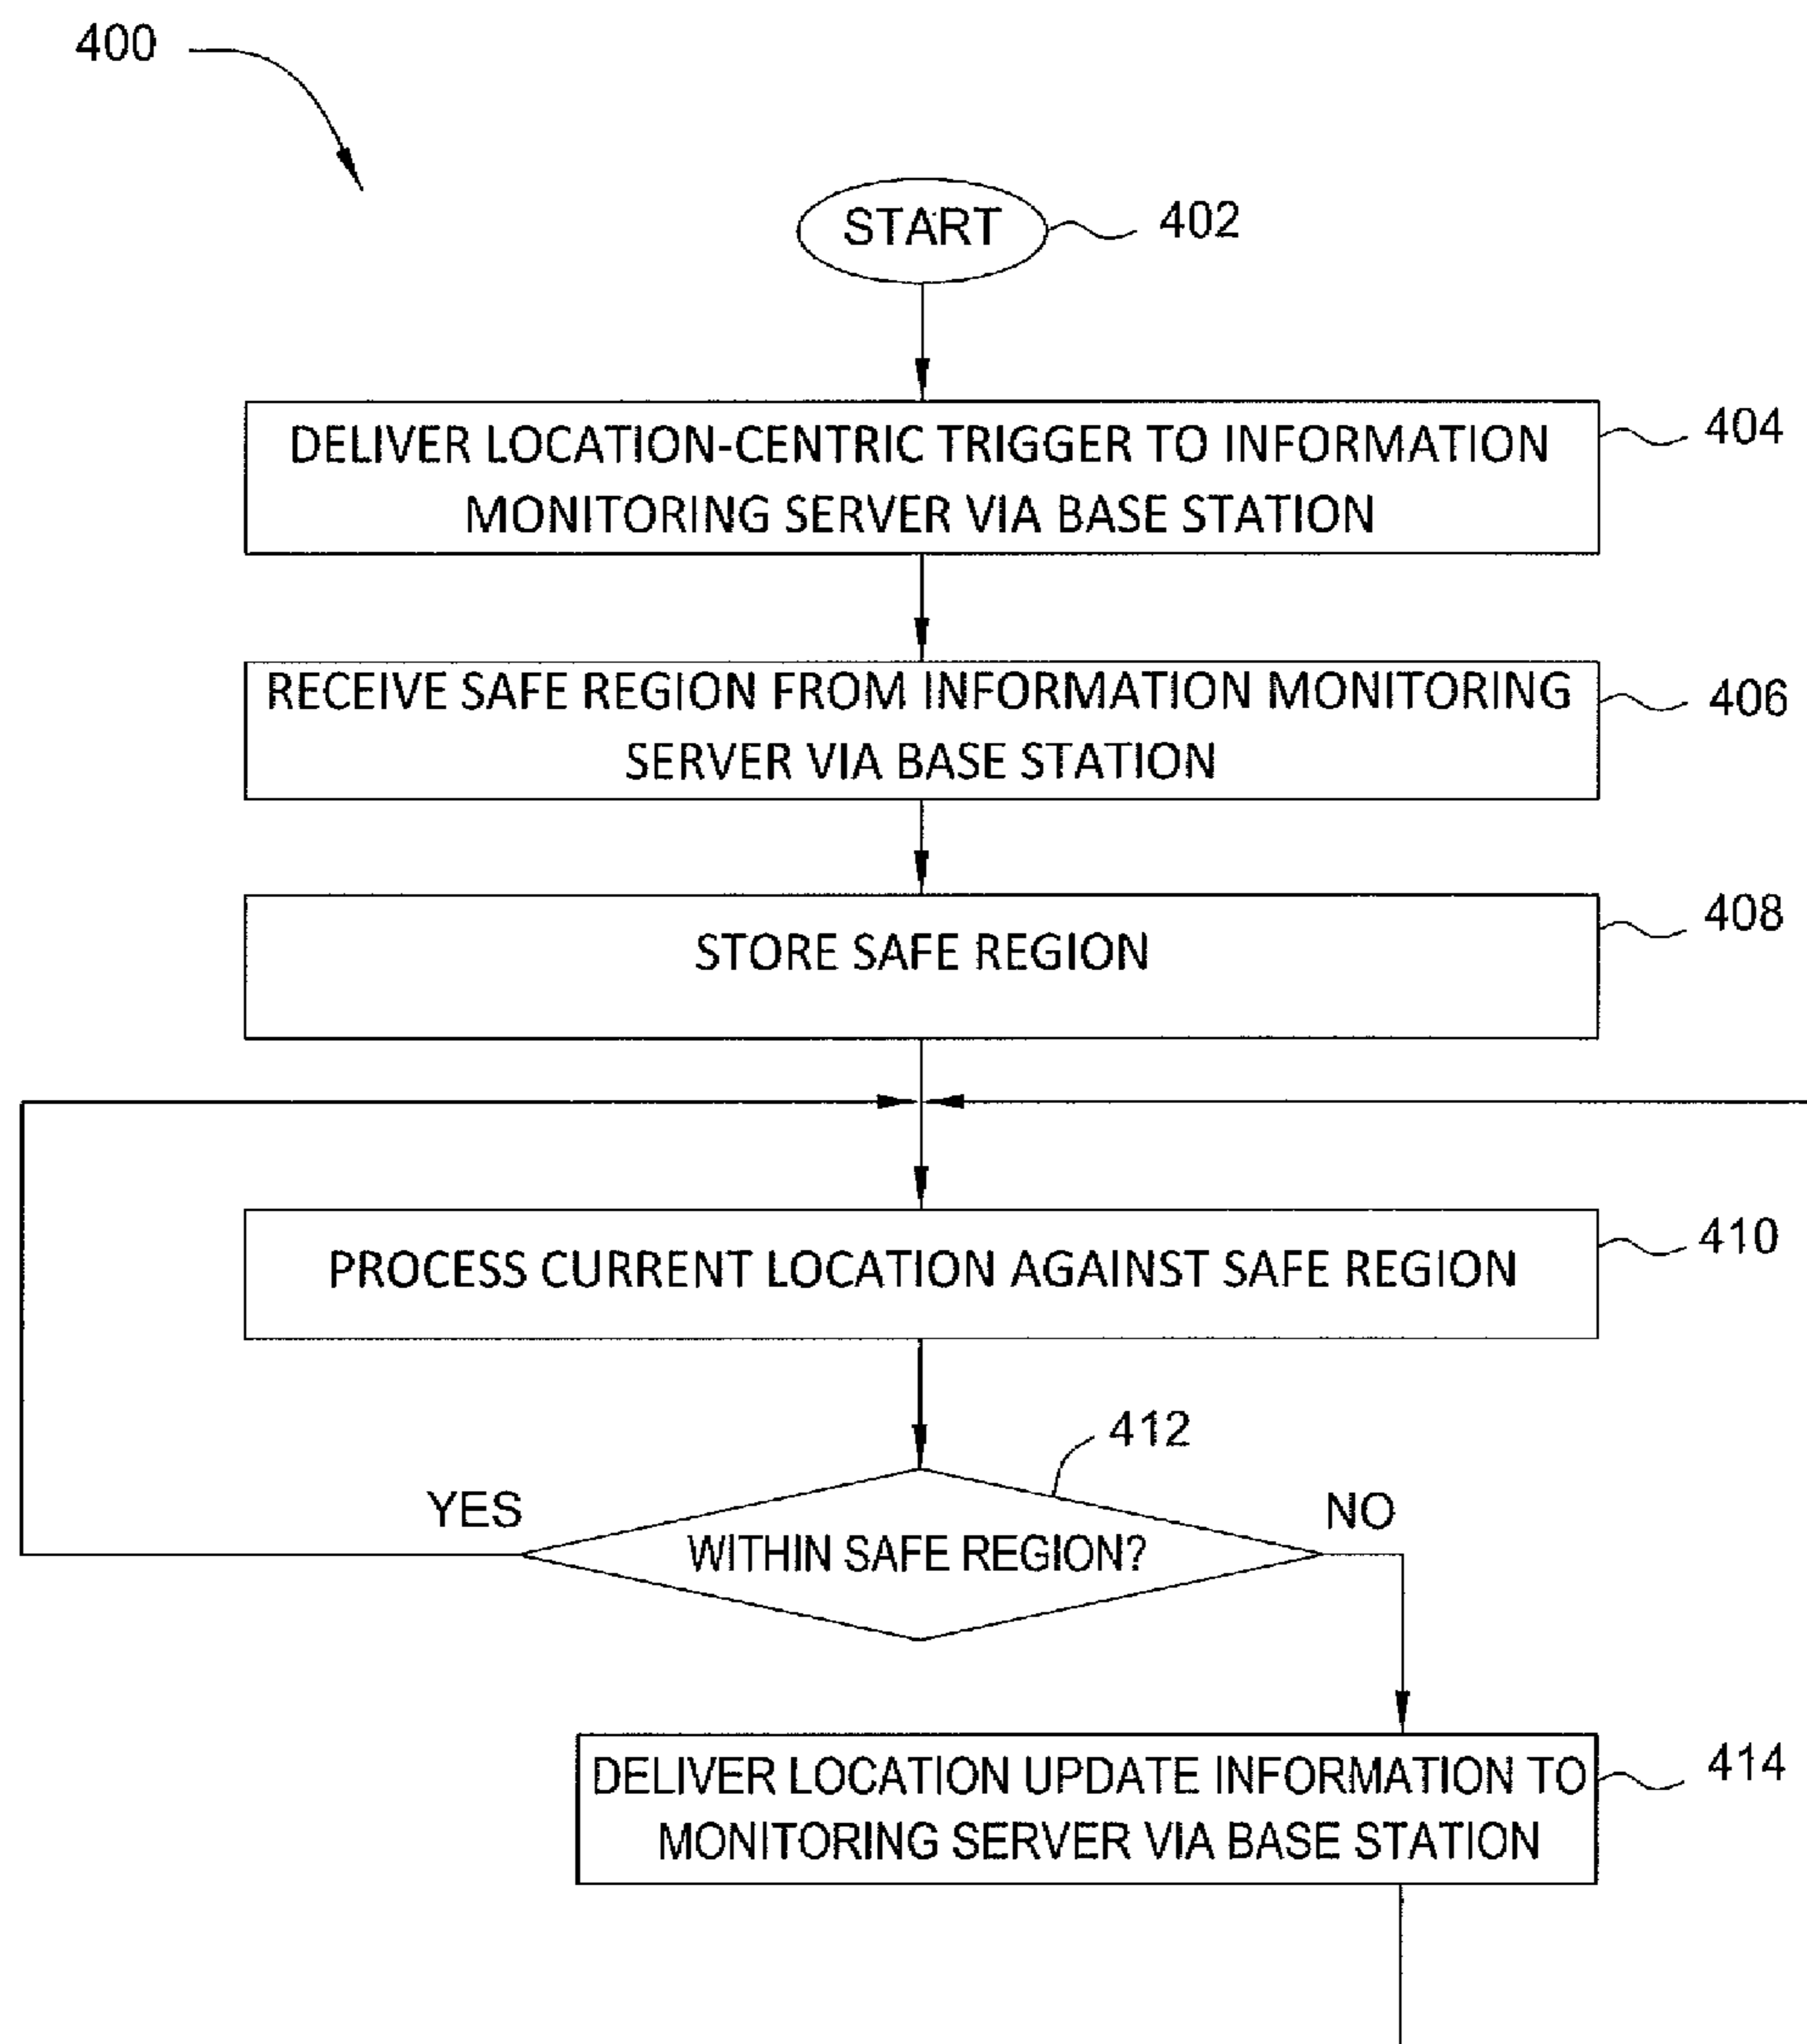 400
START
402
DELIVER LOCATION-CENTRIC TRIGGER TO INFORMATION
MONITORING SERVER VIA BASE STATION
404
RECEIVE SAFE REGION FROM INFORMATION MONITORING
SERVER VIA BASE STATION
406
STORE SAFE REGION
408
PROCESS CURRENT LOCATION AGAINST SAFE REGION
410
412
YES
NO
WITHIN SAFE REGION?
DELIVER LOCATION UPDATE INFORMATION TO
MONITORING SERVER VIA BASE STATION
414